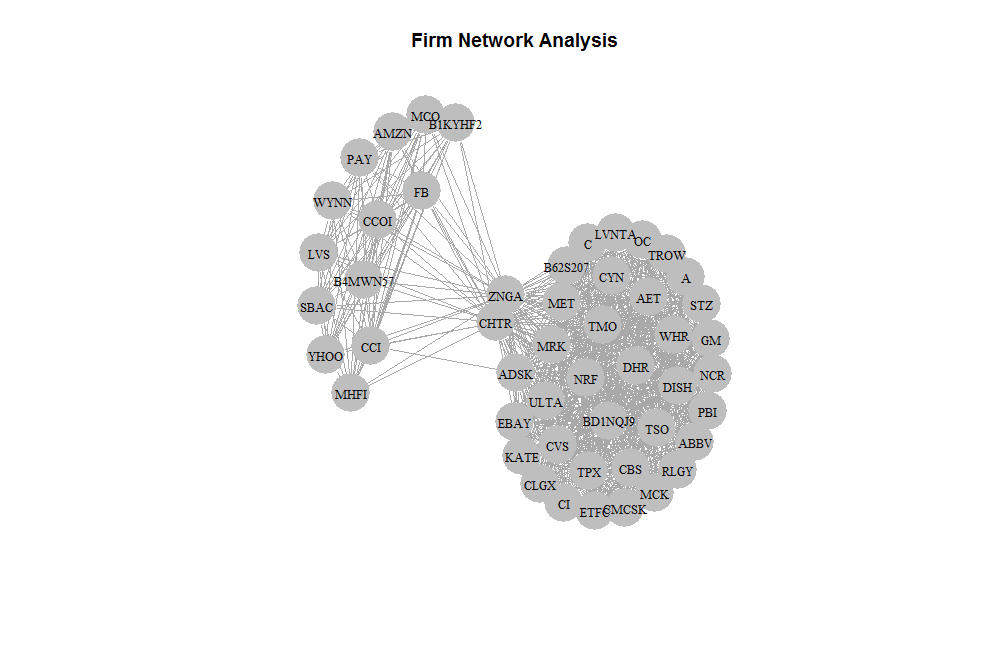 Firm Network Analysis
MCO
B1KYHF2
AMZN
PAY
FB
WYNN
CCOI
LVS
B4MWN57
SBAC
CCI
YHOO
MHFI
ZNGA
CHTR
LVNTA
OC
C
TROW
B62S207
CYN
A
AET
STZ
MET
TMO
WHR
GM
MRK
DHR
ADSK
NRF
NCR
DISH
ULTA
PBI
EBAY
BD1NQJ9
TSO
ABBV
CVS
KATE
TPX
CBS
RLGY
CLGX
MCK
CI
ETFC
CMCSK